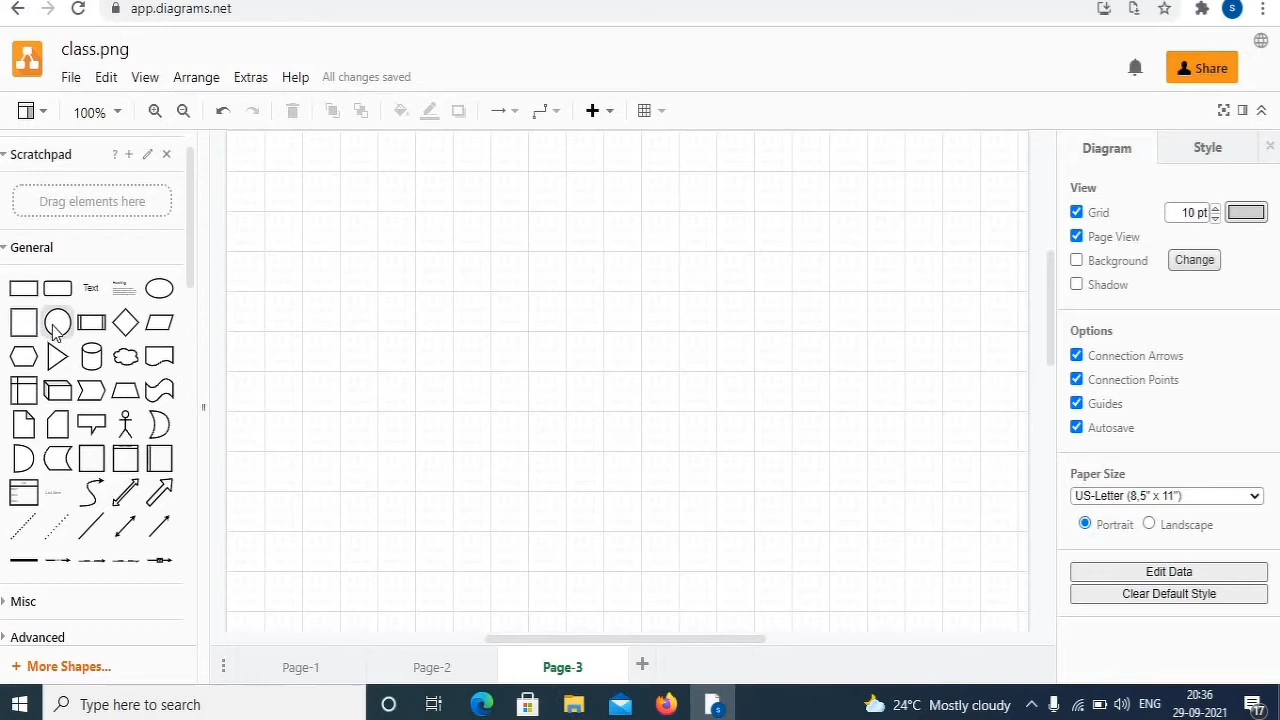 app.diagrams.net
S
class.png
File Edit View Arrange Extras Help All changes saved
Share
100%
Scratchpad ? + ×
Drag elements here
General
Text
Diagram
Style
View
Grid 10 pt
Page View
Background Change
Shadow
Options
Connection Arrows
Connection Points
Guides
Autosave
Paper Size
US-Letter (8,5" x 11")
Portrait Landscape
Edit Data
Clear Default Style
Misc
Advanced
+ More Shapes...
Page-1 Page-2 Page-3 +
Type here to search
24°C Mostly cloudy
ENG
20:36
29-09-2021
17